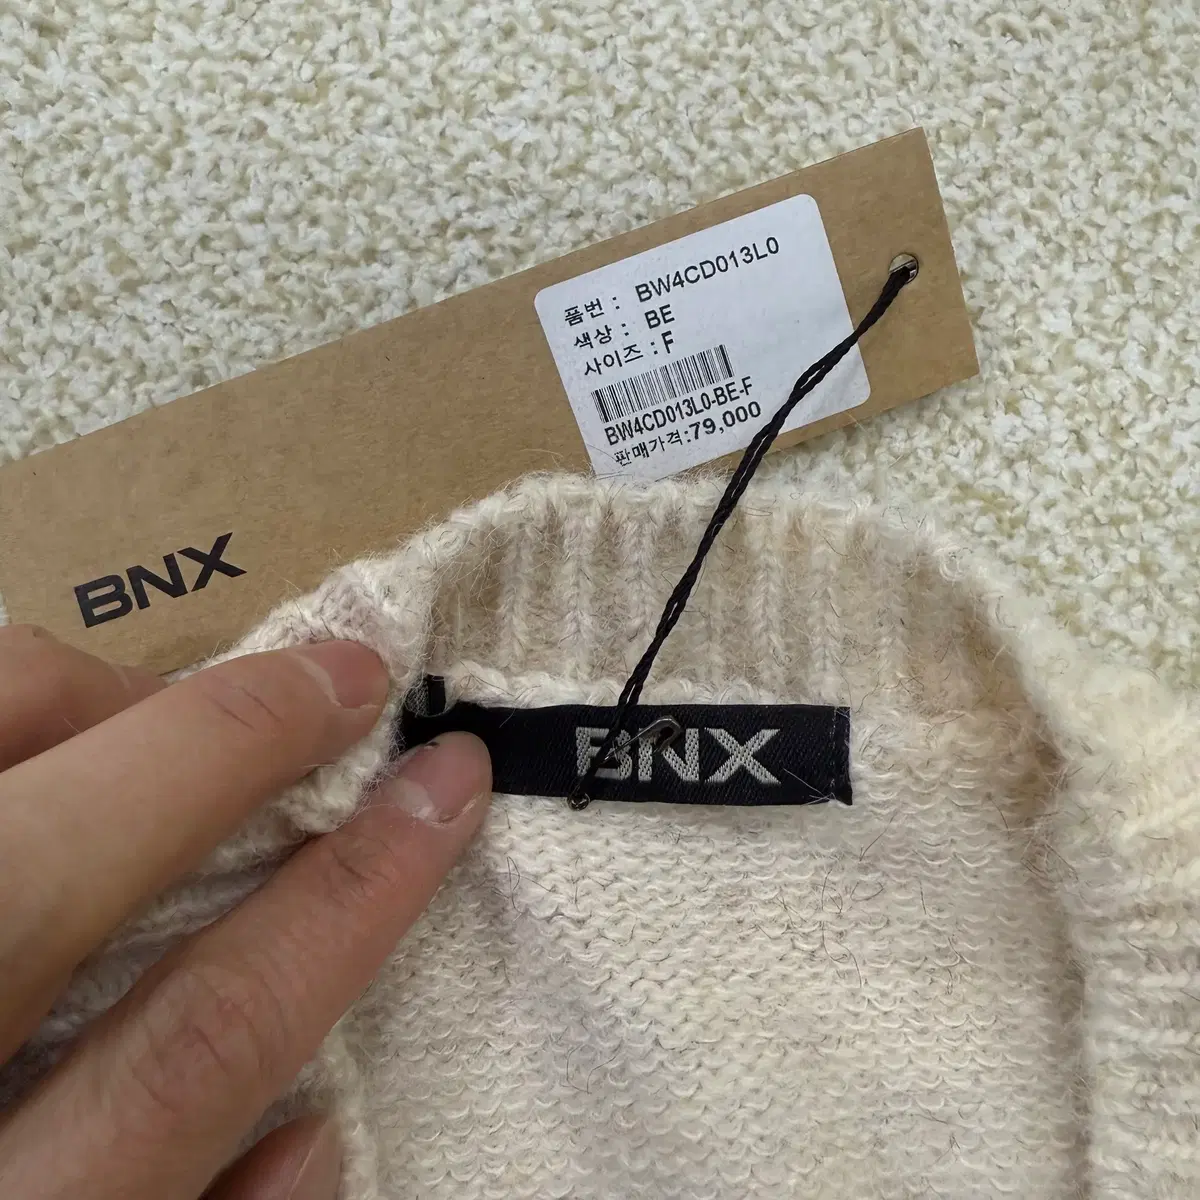 품번 : BW4CD013L0
색상 : BE
사이즈 : F
BW4CD013L0-BE-F
판매가격:79,000
BNX
BNX